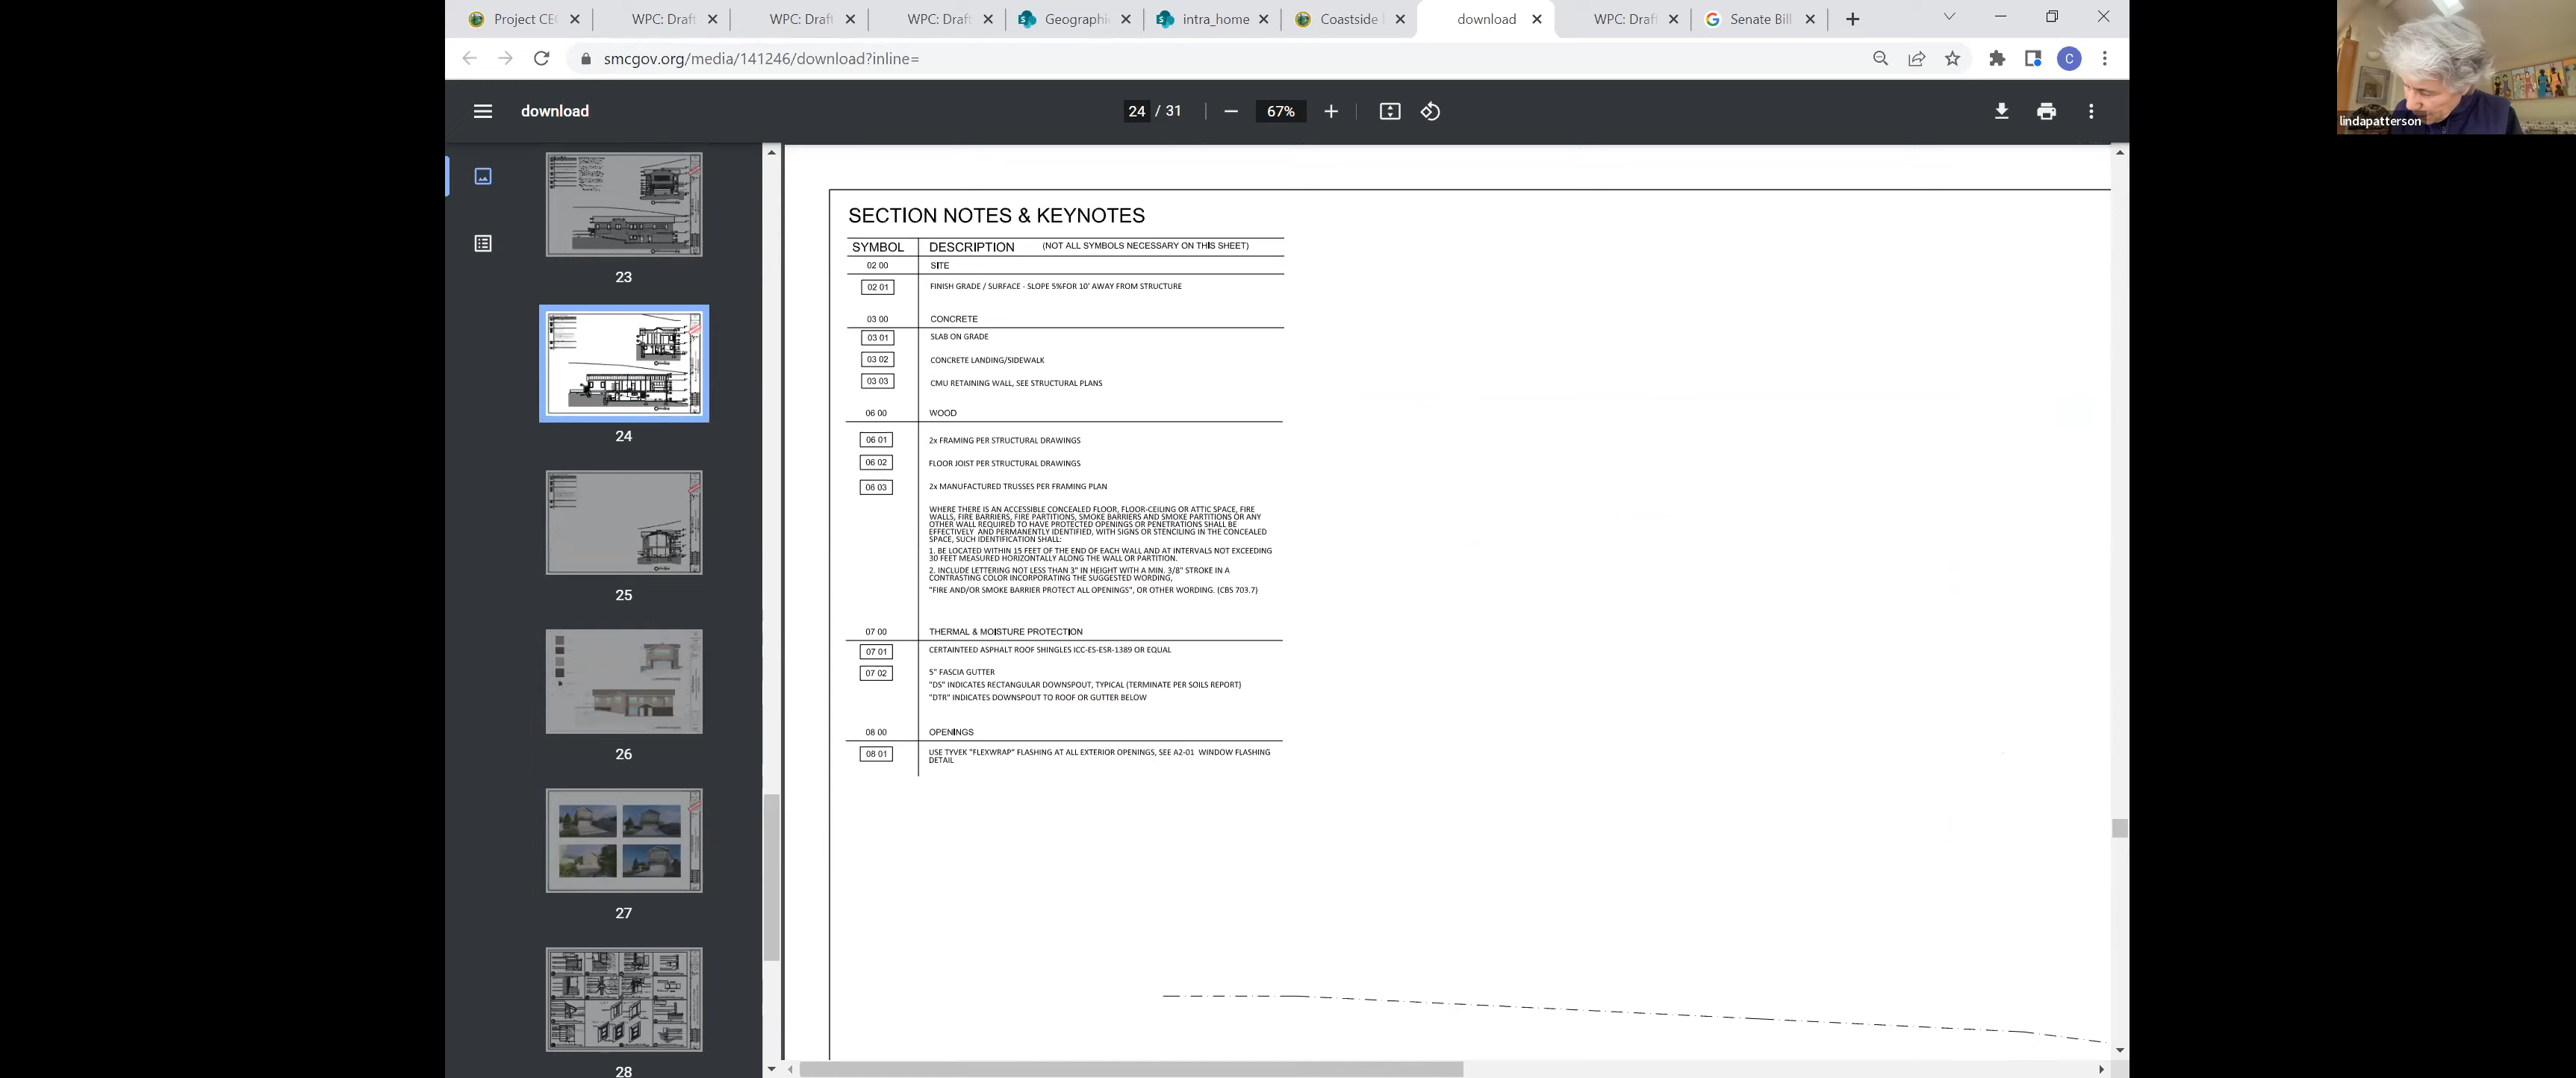 Project CE
WPC: Draft
WPC: Draft
WPC: Draft
Geographi
intra_home
Coastside
download
WPC: Draf
Senate Bill
smcgov.org/media/141246/download?inline=
C
download
24 / 31
67%
lindapatterson
23
24
25
26
27
28
SECTION NOTES & KEYNOTES
SYMBOL DESCRIPTION (NOT ALL SYMBOLS NECESSARY ON THIS SHEET)
02 00 SITE
02 01 FINISH GRADE / SURFACE - SLOPE 5%FOR 10' AWAY FROM STRUCTURE
03 00 CONCRETE
03 01 SLAB ON GRADE
03 02 CONCRETE LANDING/SIDEWALK
03 03 CMU RETAINING WALL, SEE STRUCTURAL PLANS
06 00 WOOD
06 01 2x FRAMING PER STRUCTURAL DRAWINGS
06 02 FLOOR JOIST PER STRUCTURAL DRAWINGS
06 03 2x MANUFACTURED TRUSSES PER FRAMING PLAN
WHERE THERE IS AN ACCESSIBLE CONCEALED FLOOR, FLOOR-CEILING OR ATTIC SPACE, FIRE
WALLS, FIRE BARRIERS, FIRE PARTITIONS, SMOKE BARRIERS AND SMOKE PARTITIONS OR ANY
OTHER WALL REQUIRED TO HAVE PROTECTED OPENINGS OR PENETRATIONS SHALL BE
EFFECTIVELY AND PERMANENTLY IDENTIFIED, WITH SIGNS OR STENCILING IN THE CONCEALED
SPACE, SUCH IDENTIFICATION SHALL:
1. BE LOCATED WITHIN 15 FEET OF THE END OF EACH WALL AND AT INTERVALS NOT EXCEEDING
30 FEET MEASURED HORIZONTALLY ALONG THE WALL OR PARTITION.
2. INCLUDE LETTERING NOT LESS THAN 3" IN HEIGHT WITH A MIN. 3/8" STROKE IN A
CONTRASTING COLOR INCORPORATING THE SUGGESTED WORDING,
"FIRE AND/OR SMOKE BARRIER PROTECT ALL OPENINGS", OR OTHER WORDING. (CBS 703.7)
07 00 THERMAL & MOISTURE PROTECTION
07 01 CERTAINTEED ASPHALT ROOF SHINGLES ICC-ES-ESR-1389 OR EQUAL
07 02 5" FASCIA GUTTER
"DS" INDICATES RECTANGULAR DOWNSPOUT, TYPICAL (TERMINATE PER SOILS REPORT)
"DTR" INDICATES DOWNSPOUT TO ROOF OR GUTTER BELOW
08 00 OPENINGS
08 01 USE TYVEK "FLEXWRAP" FLASHING AT ALL EXTERIOR OPENINGS, SEE A2-01 WINDOW FLASHING
DETAIL